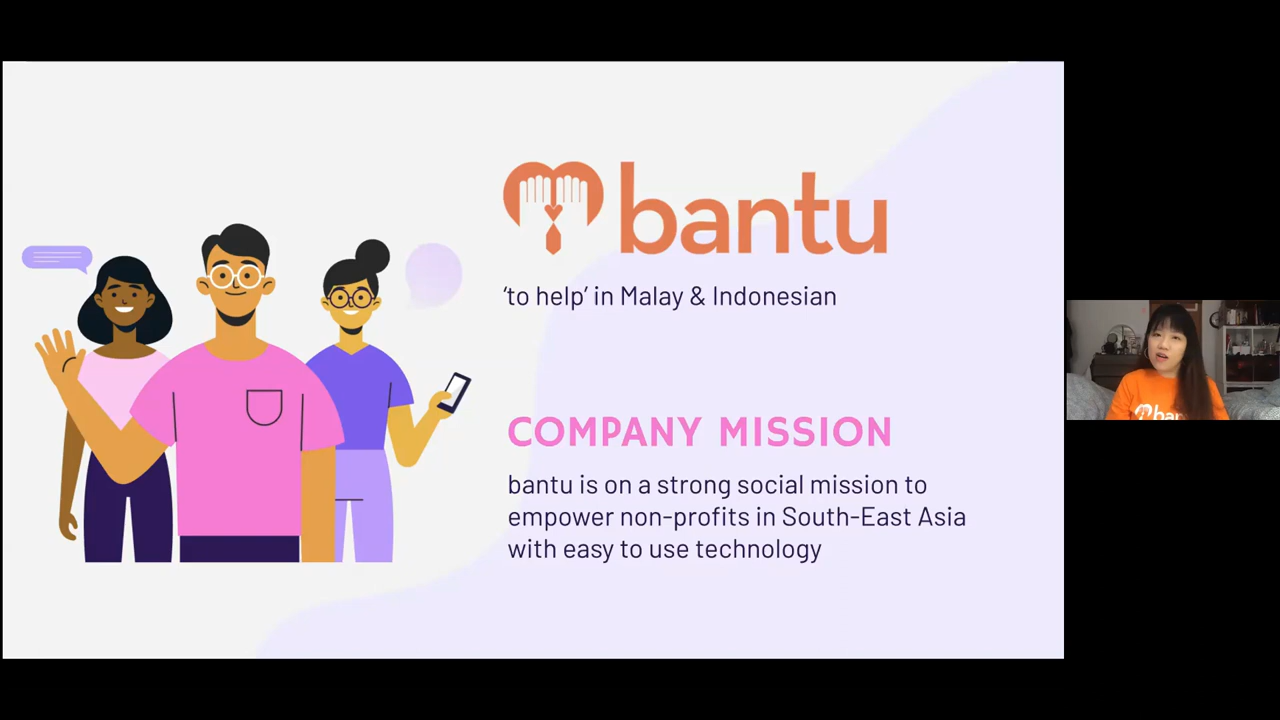 bantu
‘to help’ in Malay & Indonesian
COMPANY MISSION
bantu is on a strong social mission to
empower non-profits in South-East Asia
with easy to use technology